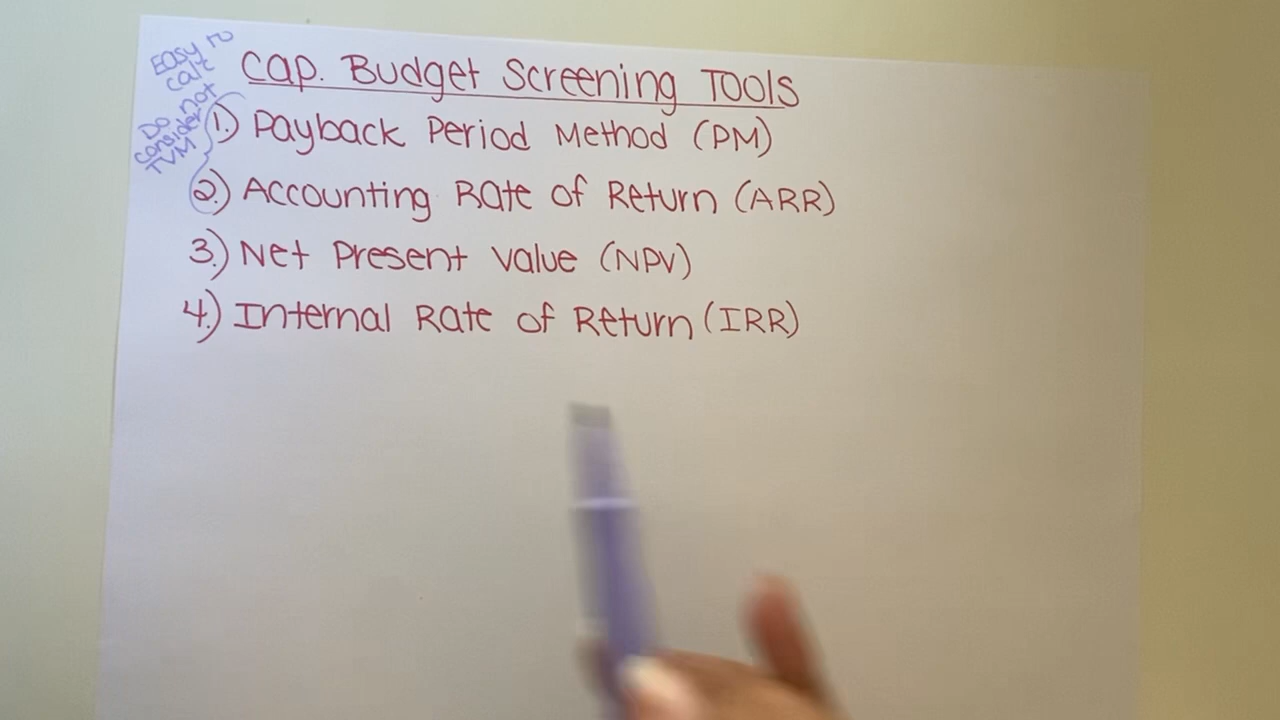 Easy to
calc
Do not
consider
TVM
Cap. Budget Screening Tools
1.) Payback Period Method (PM)
2.) Accounting Rate of Return (ARR)
3.) Net Present Value (NPV)
4.) Internal Rate of Return (IRR)